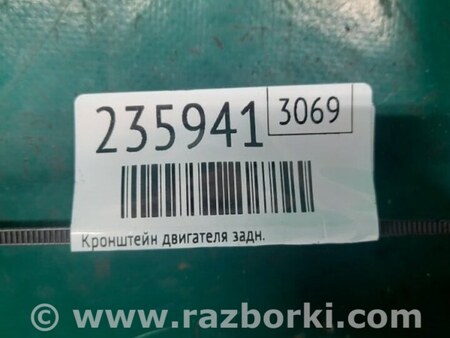 235941 3069
Кронштейн двигателя задн.
© www.razborki.com